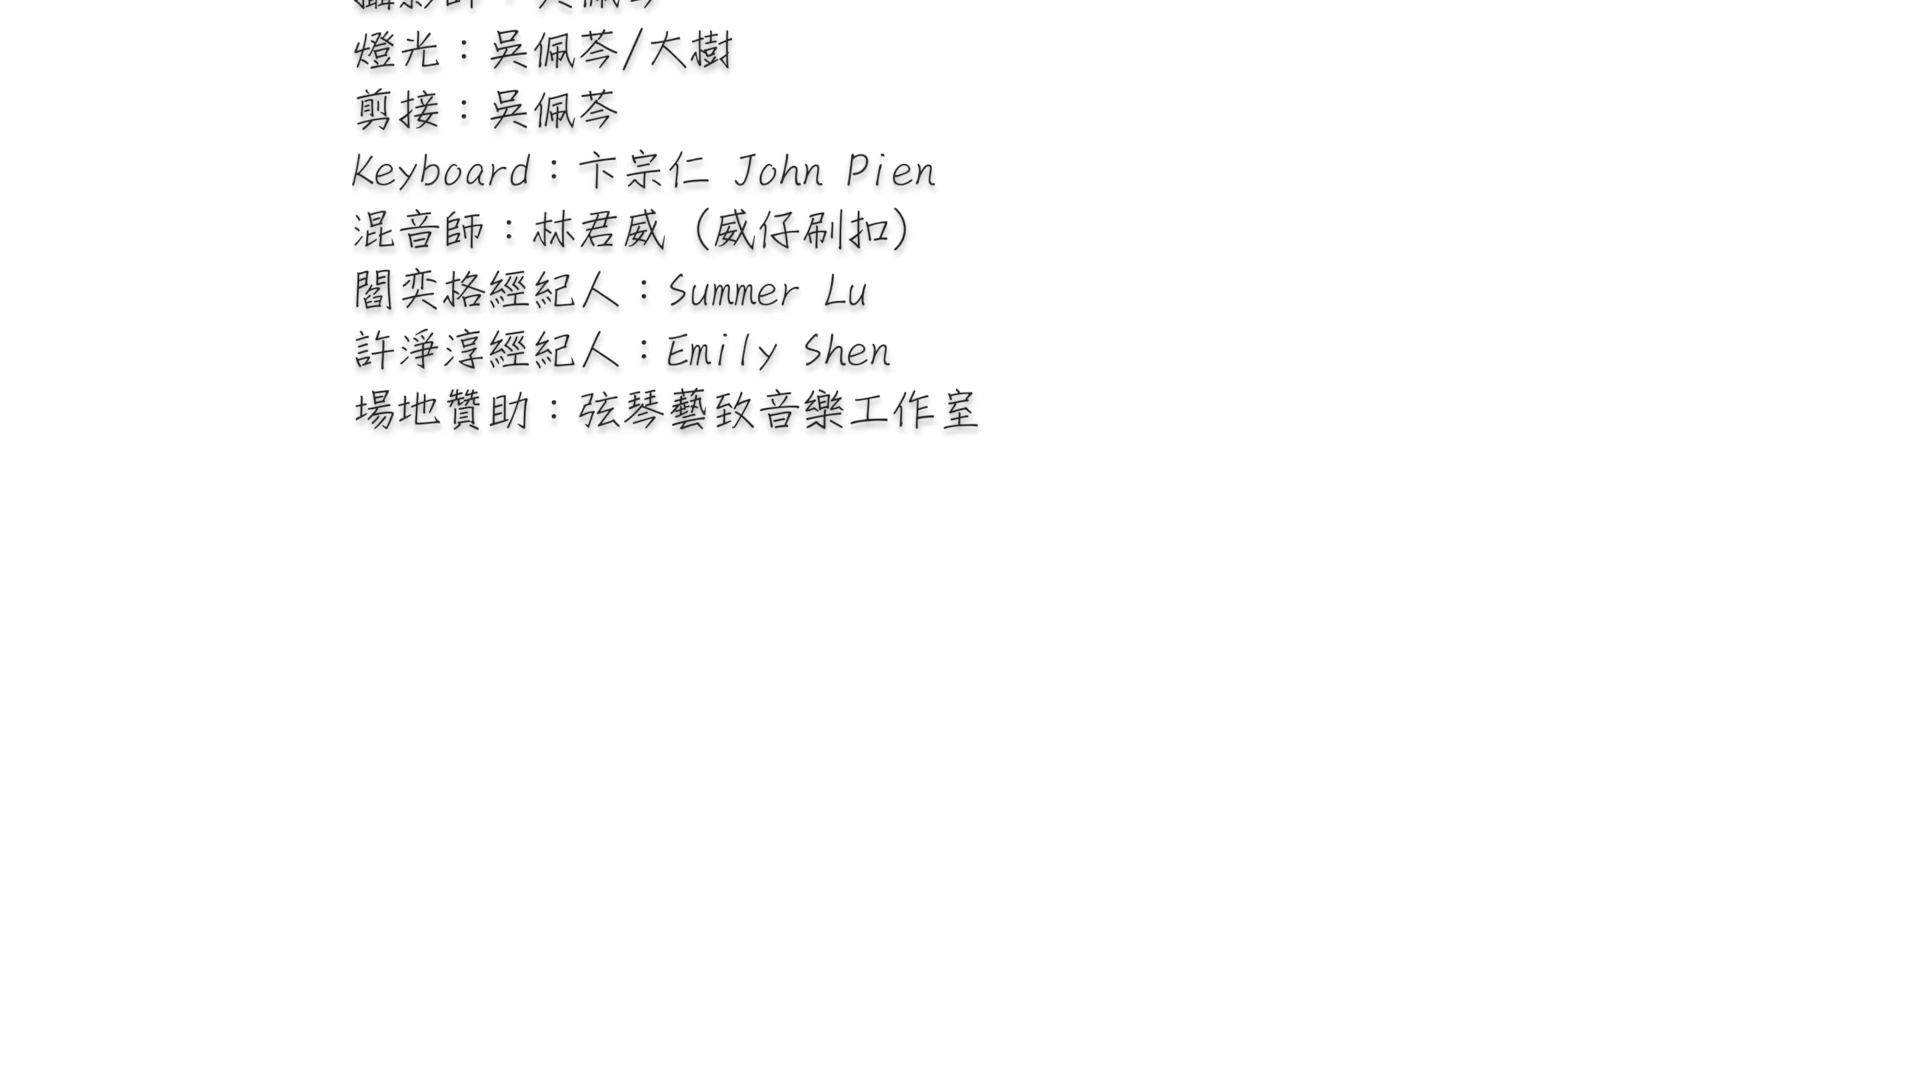 燈光：吳佩芩/大樹
剪接：吳佩芩
Keyboard：卞宗仁 John Pien
混音師：林君威 (威仔刷扣)
閻奕格經紀人：Summer Lu
許淨淳經紀人：Emily Shen
場地贊助：弦琴藝致音樂工作室